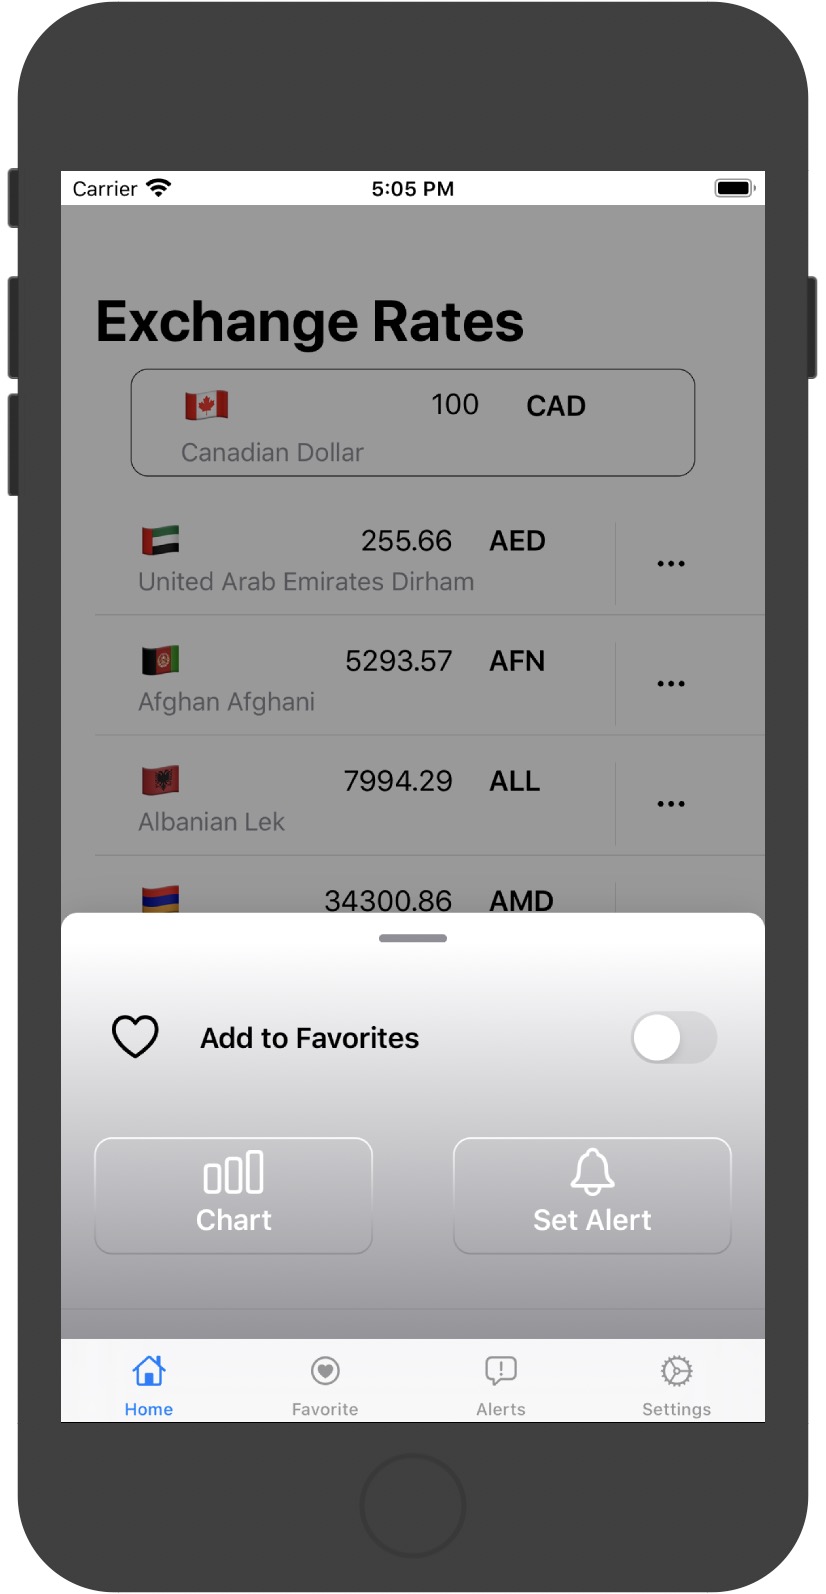 Carrier 5:05 PM
Exchange Rates
100 CAD
Canadian Dollar
255.66 AED
United Arab Emirates Dirham
...
5293.57 AFN
Afghan Afghani
...
7994.29 ALL
Albanian Lek
...
34300.86 AMD
Add to Favorites
Chart Set Alert
Home Favorite Alerts Settings